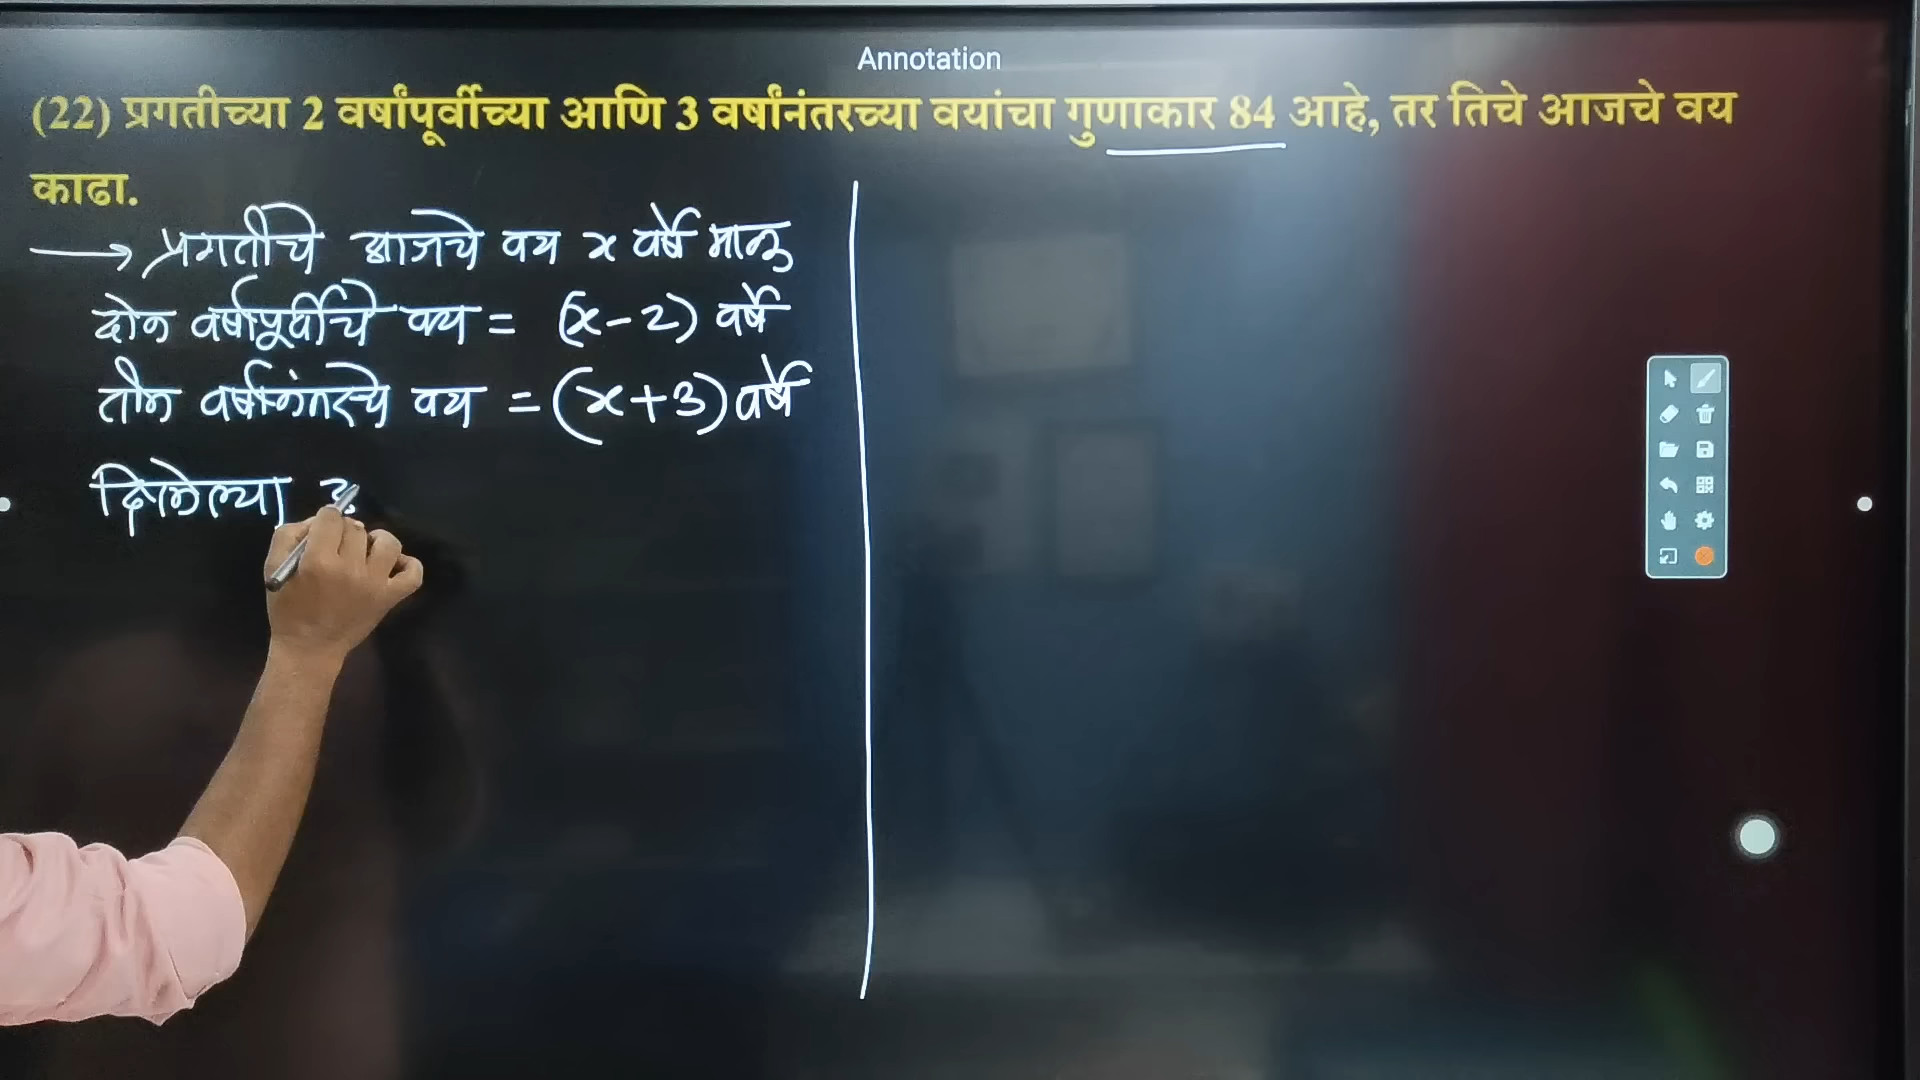 Annotation
(22) प्रगतीच्या 2 वर्षांपूर्वीच्या आणि 3 वर्षांनंतरच्या वयांचा गुणाकार 84 आहे, तर तिचे आजचे वय
काढा.
→ प्रगतीचे आजचे वय x वर्षे मानू
दोन वर्षापूर्वीचे वय = (x-2) वर्षे
तीन वर्षानंतरचे वय = (x+3) वर्षे
दिलेल्या